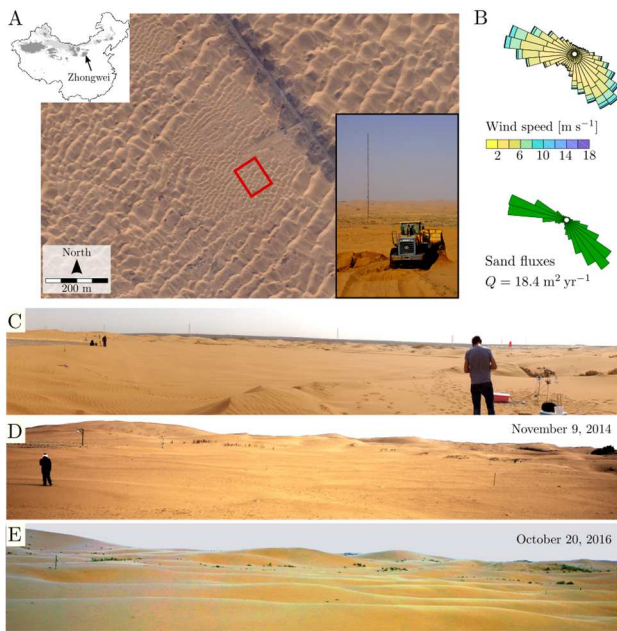 A
Zhongwei
North
200 m
B
Wind speed [m s⁻¹]
2 6 10 14 18
Sand fluxes
Q = 18.4 m² yr⁻¹
C
D
November 9, 2014
E
October 20, 2016